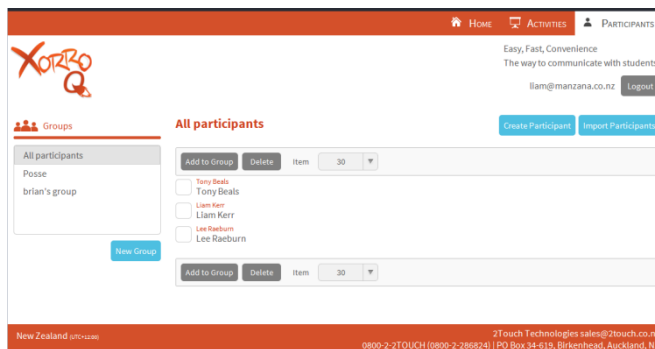 HOME ACTIVITIES PARTICIPANTS
XORRO
Q
Easy, Fast, Convenience
The way to communicate with students
liam@manzana.co.nz Logout
Groups
All participants
Posse
brian's group
New Group
All participants
Create Participant Import Participants
Add to Group Delete Item 30
Tony Beals
Tony Beals
Liam Kerr
Liam Kerr
Lee Raeburn
Lee Raeburn
Add to Group Delete Item 30
New Zealand (UTC+12:00)
2Touch Technologies sales@2touch.co.n
0800-2-2TOUCH (0800-2-286824) | PO Box 34-619, Birkenhead, Auckland, N